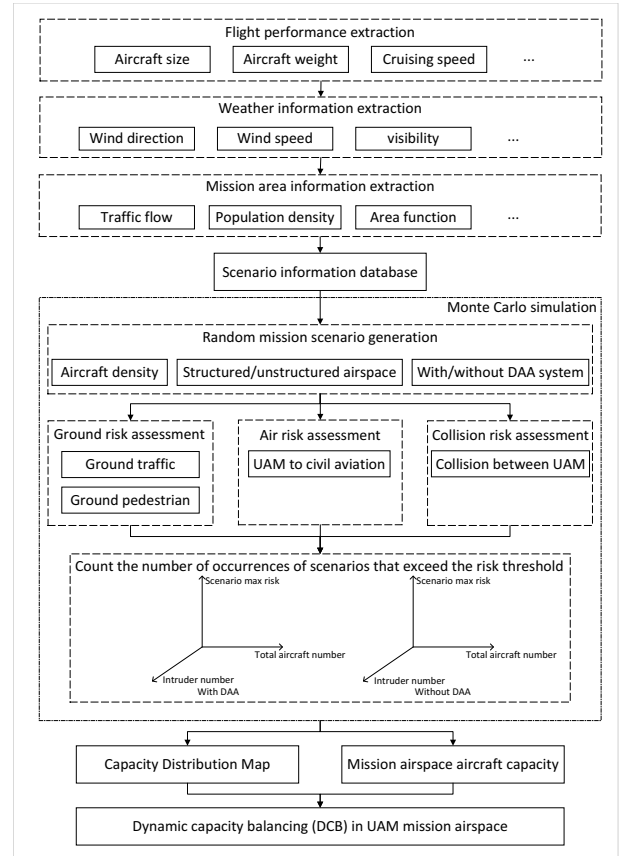 Flight performance extraction
Aircraft size
Aircraft weight
Cruising speed
...
Weather information extraction
Wind direction
Wind speed
visibility
...
Mission area information extraction
Traffic flow
Population density
Area function
...
Scenario information database
Monte Carlo simulation
Random mission scenario generation
Aircraft density
Structured/unstructured airspace
With/without DAA system
Ground risk assessment
Ground traffic
Ground pedestrian
Air risk assessment
UAM to civil aviation
Collision risk assessment
Collision between UAM
Count the number of occurrences of scenarios that exceed the risk threshold
Scenario max risk
Total aircraft number
Intruder number
With DAA
Scenario max risk
Total aircraft number
Intruder number
Without DAA
Capacity Distribution Map
Mission airspace aircraft capacity
Dynamic capacity balancing (DCB) in UAM mission airspace